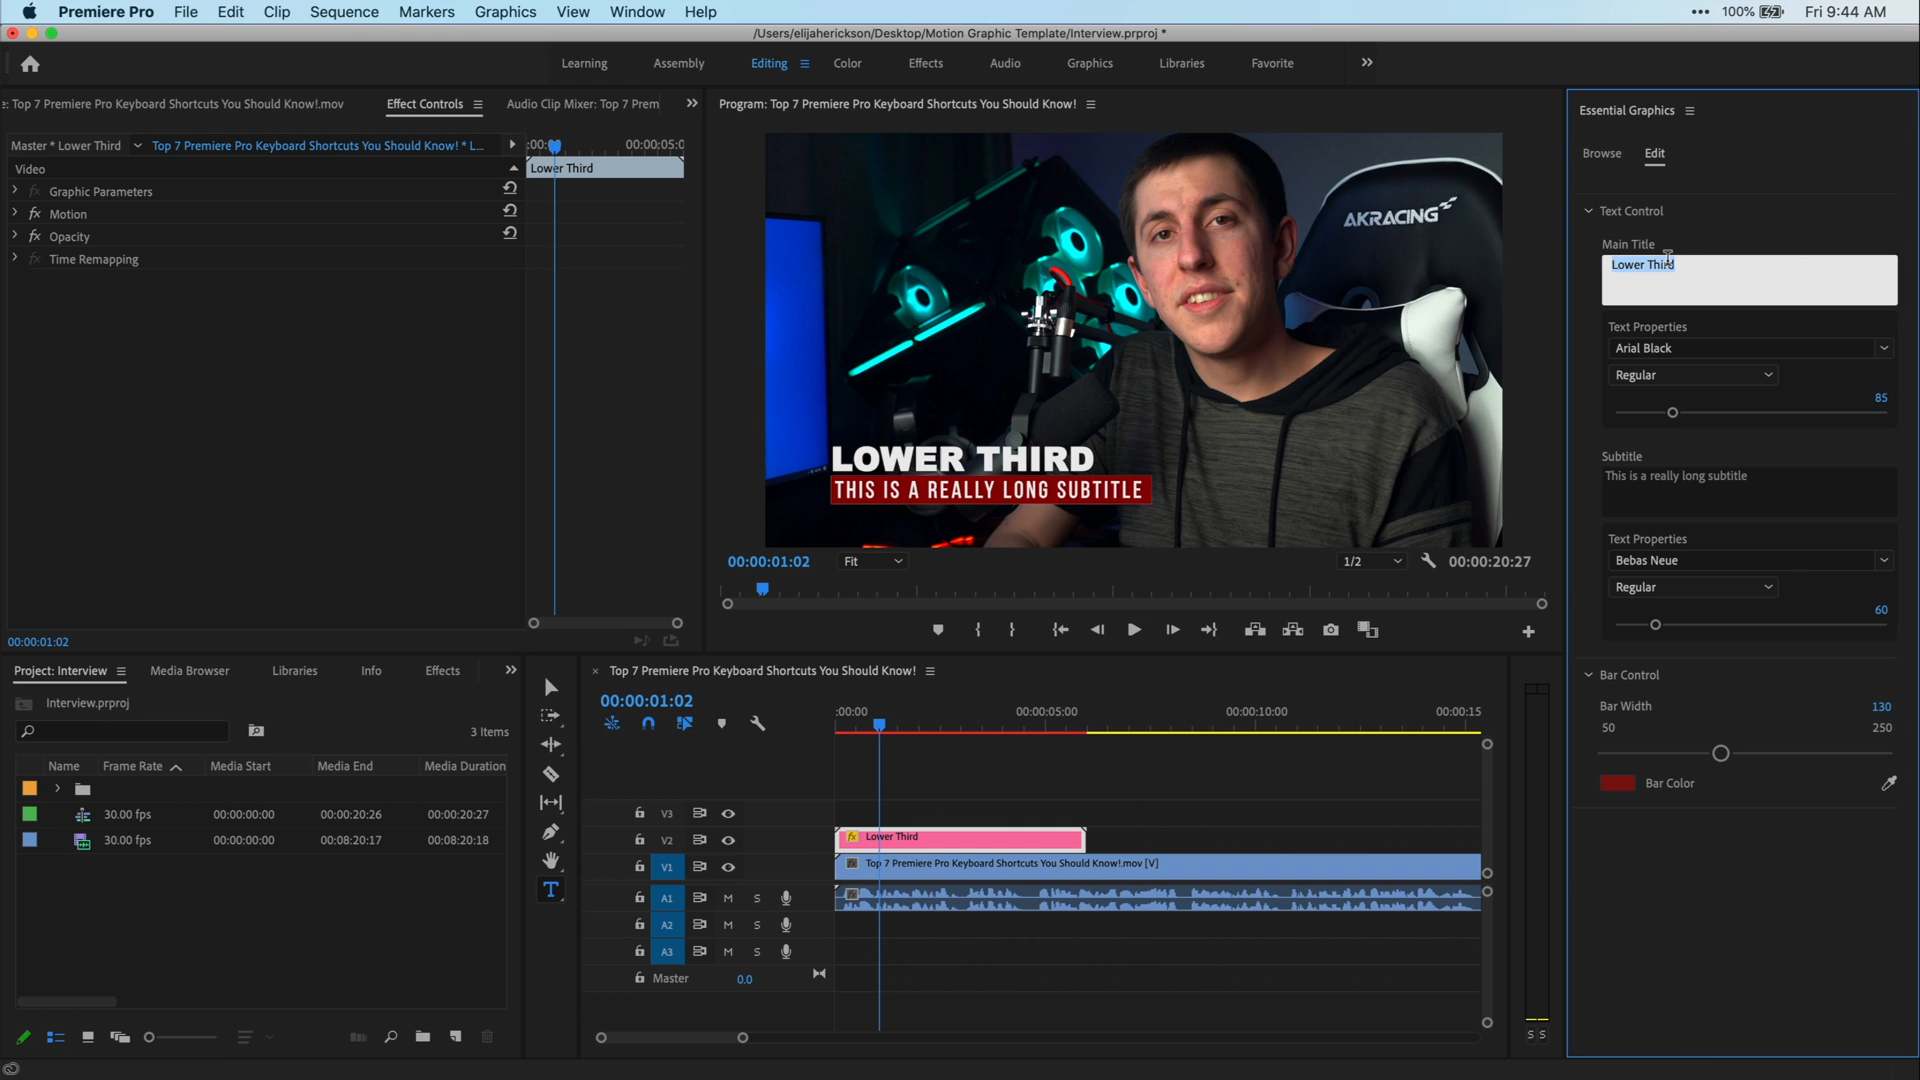 Premiere Pro File Edit Clip Sequence Markers Graphics View Window Help 100% Fri 9:44 AM
/Users/elijaherickson/Desktop/Motion Graphic Template/Interview.prproj *
Learning Assembly Editing Color Effects Audio Graphics Libraries Favorite
e: Top 7 Premiere Pro Keyboard Shortcuts You Should Know!.mov Effect Controls Audio Clip Mixer: Top 7 Prem
Master * Lower Third Top 7 Premiere Pro Keyboard Shortcuts You Should Know! * L... :00:00 00:00:05:0
Video Lower Third
fx Graphic Parameters
fx Motion
fx Opacity
fx Time Remapping
00:00:01:02
Program: Top 7 Premiere Pro Keyboard Shortcuts You Should Know!
AKRACING
LOWER THIRD
THIS IS A REALLY LONG SUBTITLE
00:00:01:02 Fit 1/2 00:00:20:27
Essential Graphics
Browse Edit
Text Control
Main Title
Lower Third
Text Properties
Arial Black
Regular
85
Subtitle
This is a really long subtitle
Text Properties
Bebas Neue
Regular
60
Bar Control
Bar Width 130
50 250
Bar Color
Project: Interview Media Browser Libraries Info Effects
Interview.prproj
3 Items
Name Frame Rate Media Start Media End Media Duration
30.00 fps 00:00:00:00 00:00:20:26 00:00:20:27
30.00 fps 00:00:00:00 00:08:20:17 00:08:20:18
× Top 7 Premiere Pro Keyboard Shortcuts You Should Know!
00:00:01:02
:00:00 00:00:05:00 00:00:10:00 00:00:15
V3
V2 fx Lower Third
V1 fx Top 7 Premiere Pro Keyboard Shortcuts You Should Know!.mov [V]
A1 M S
A2 M S
A3 M S
Master 0.0
S S